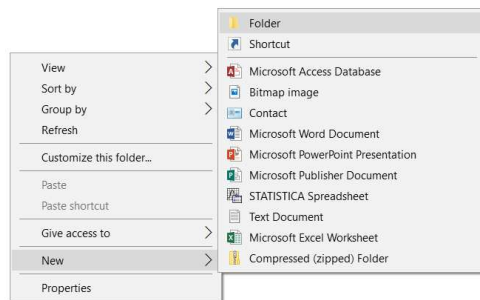 View
Sort by
Group by
Refresh
Customize this folder...
Paste
Paste shortcut
Give access to
New
Properties
Folder
Shortcut
Microsoft Access Database
Bitmap image
Contact
Microsoft Word Document
Microsoft PowerPoint Presentation
Microsoft Publisher Document
STATISTICA Spreadsheet
Text Document
Microsoft Excel Worksheet
Compressed (zipped) Folder